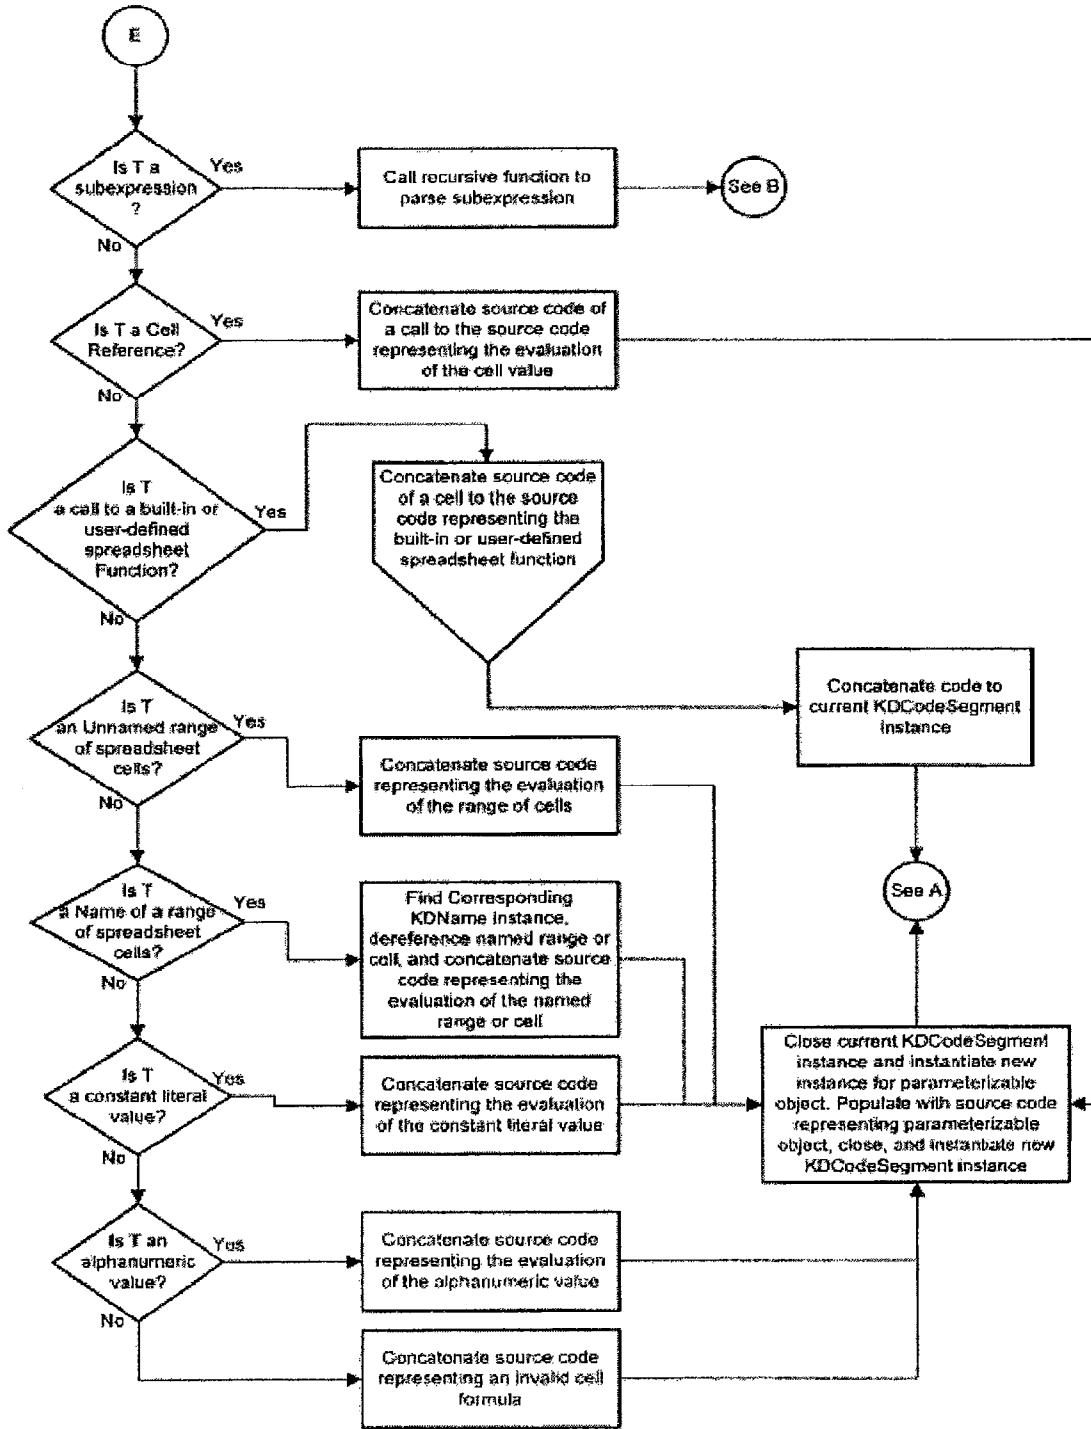 E
Is T a
subexpression
?
Yes
No
Call recursive function to
parse subexpression
See B
Is T a Cell
Reference?
Yes
No
Concatenate source code of
a call to the source code
representing the evaluation
of the cell value
Is T
a call to a built-in or
user-defined
spreadsheet
Function?
Yes
No
Concatenate source code
of a cell to the source
code representing the
built-in or user-defined
spreadsheet function
Concatenate code to
current KDCodeSegment
instance
Is T
an Unnamed range
of spreadsheet
cells?
Yes
No
Concatenate source code
representing the evaluation
of the range of cells
See A
Is T
a Name of a range
of spreadsheet
cells?
Yes
No
Find Corresponding
KDName instance,
dereference named range or
cell, and concatenate source
code representing the
evaluation of the named
range or cell
Close current KDCodeSegment
instance and instantiate new
instance for parameterizable
object. Populate with source code
representing parameterizable
object, close, and instantiate new
KDCodeSegment instance
Is T
a constant literal
value?
Yes
No
Concatenate source code
representing the evaluation
of the constant literal value
Is T an
alphanumeric
value?
Yes
No
Concatenate source code
representing the evaluation
of the alphanumeric value
Concatonate source code
representing an invalid cell
formula